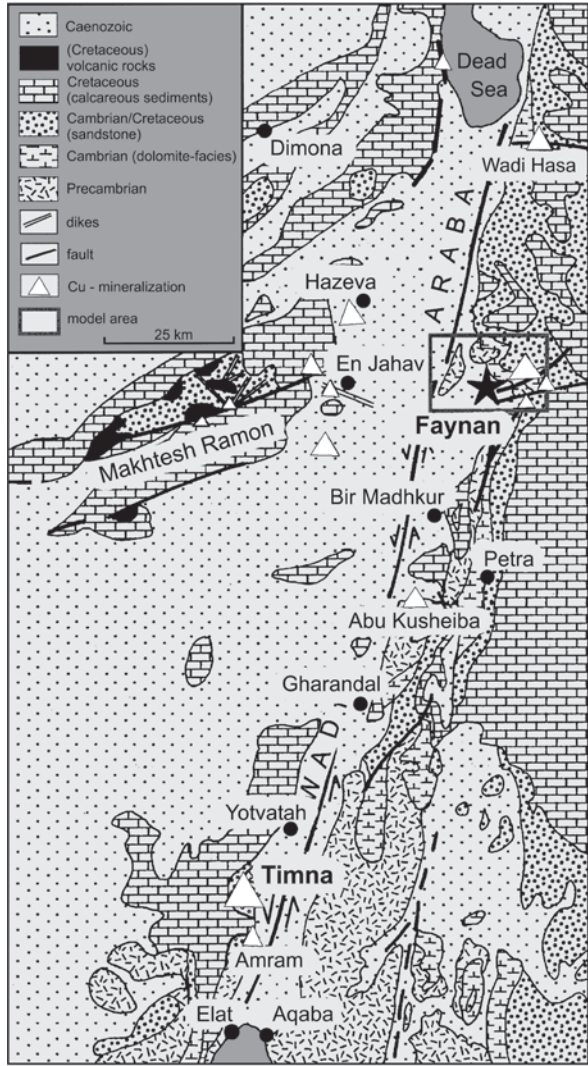 Caenozoic
(Cretaceous)
volcanic rocks
Cretaceous
(calcareous sediments)
Cambrian/Cretaceous
(sandstone)
Cambrian (dolomite-facies)
Precambrian
dikes
fault
Cu - mineralization
model area
25 km
Dead
Sea
Dimona
Wadi Hasa
ARABA
Hazeva
En Jahav
Faynan
Makhtesh Ramon
Bir Madhkur
Petra
Abu Kusheiba
Gharandal
WAD
Yotvatah
Timna
Amram
Elat
Aqaba